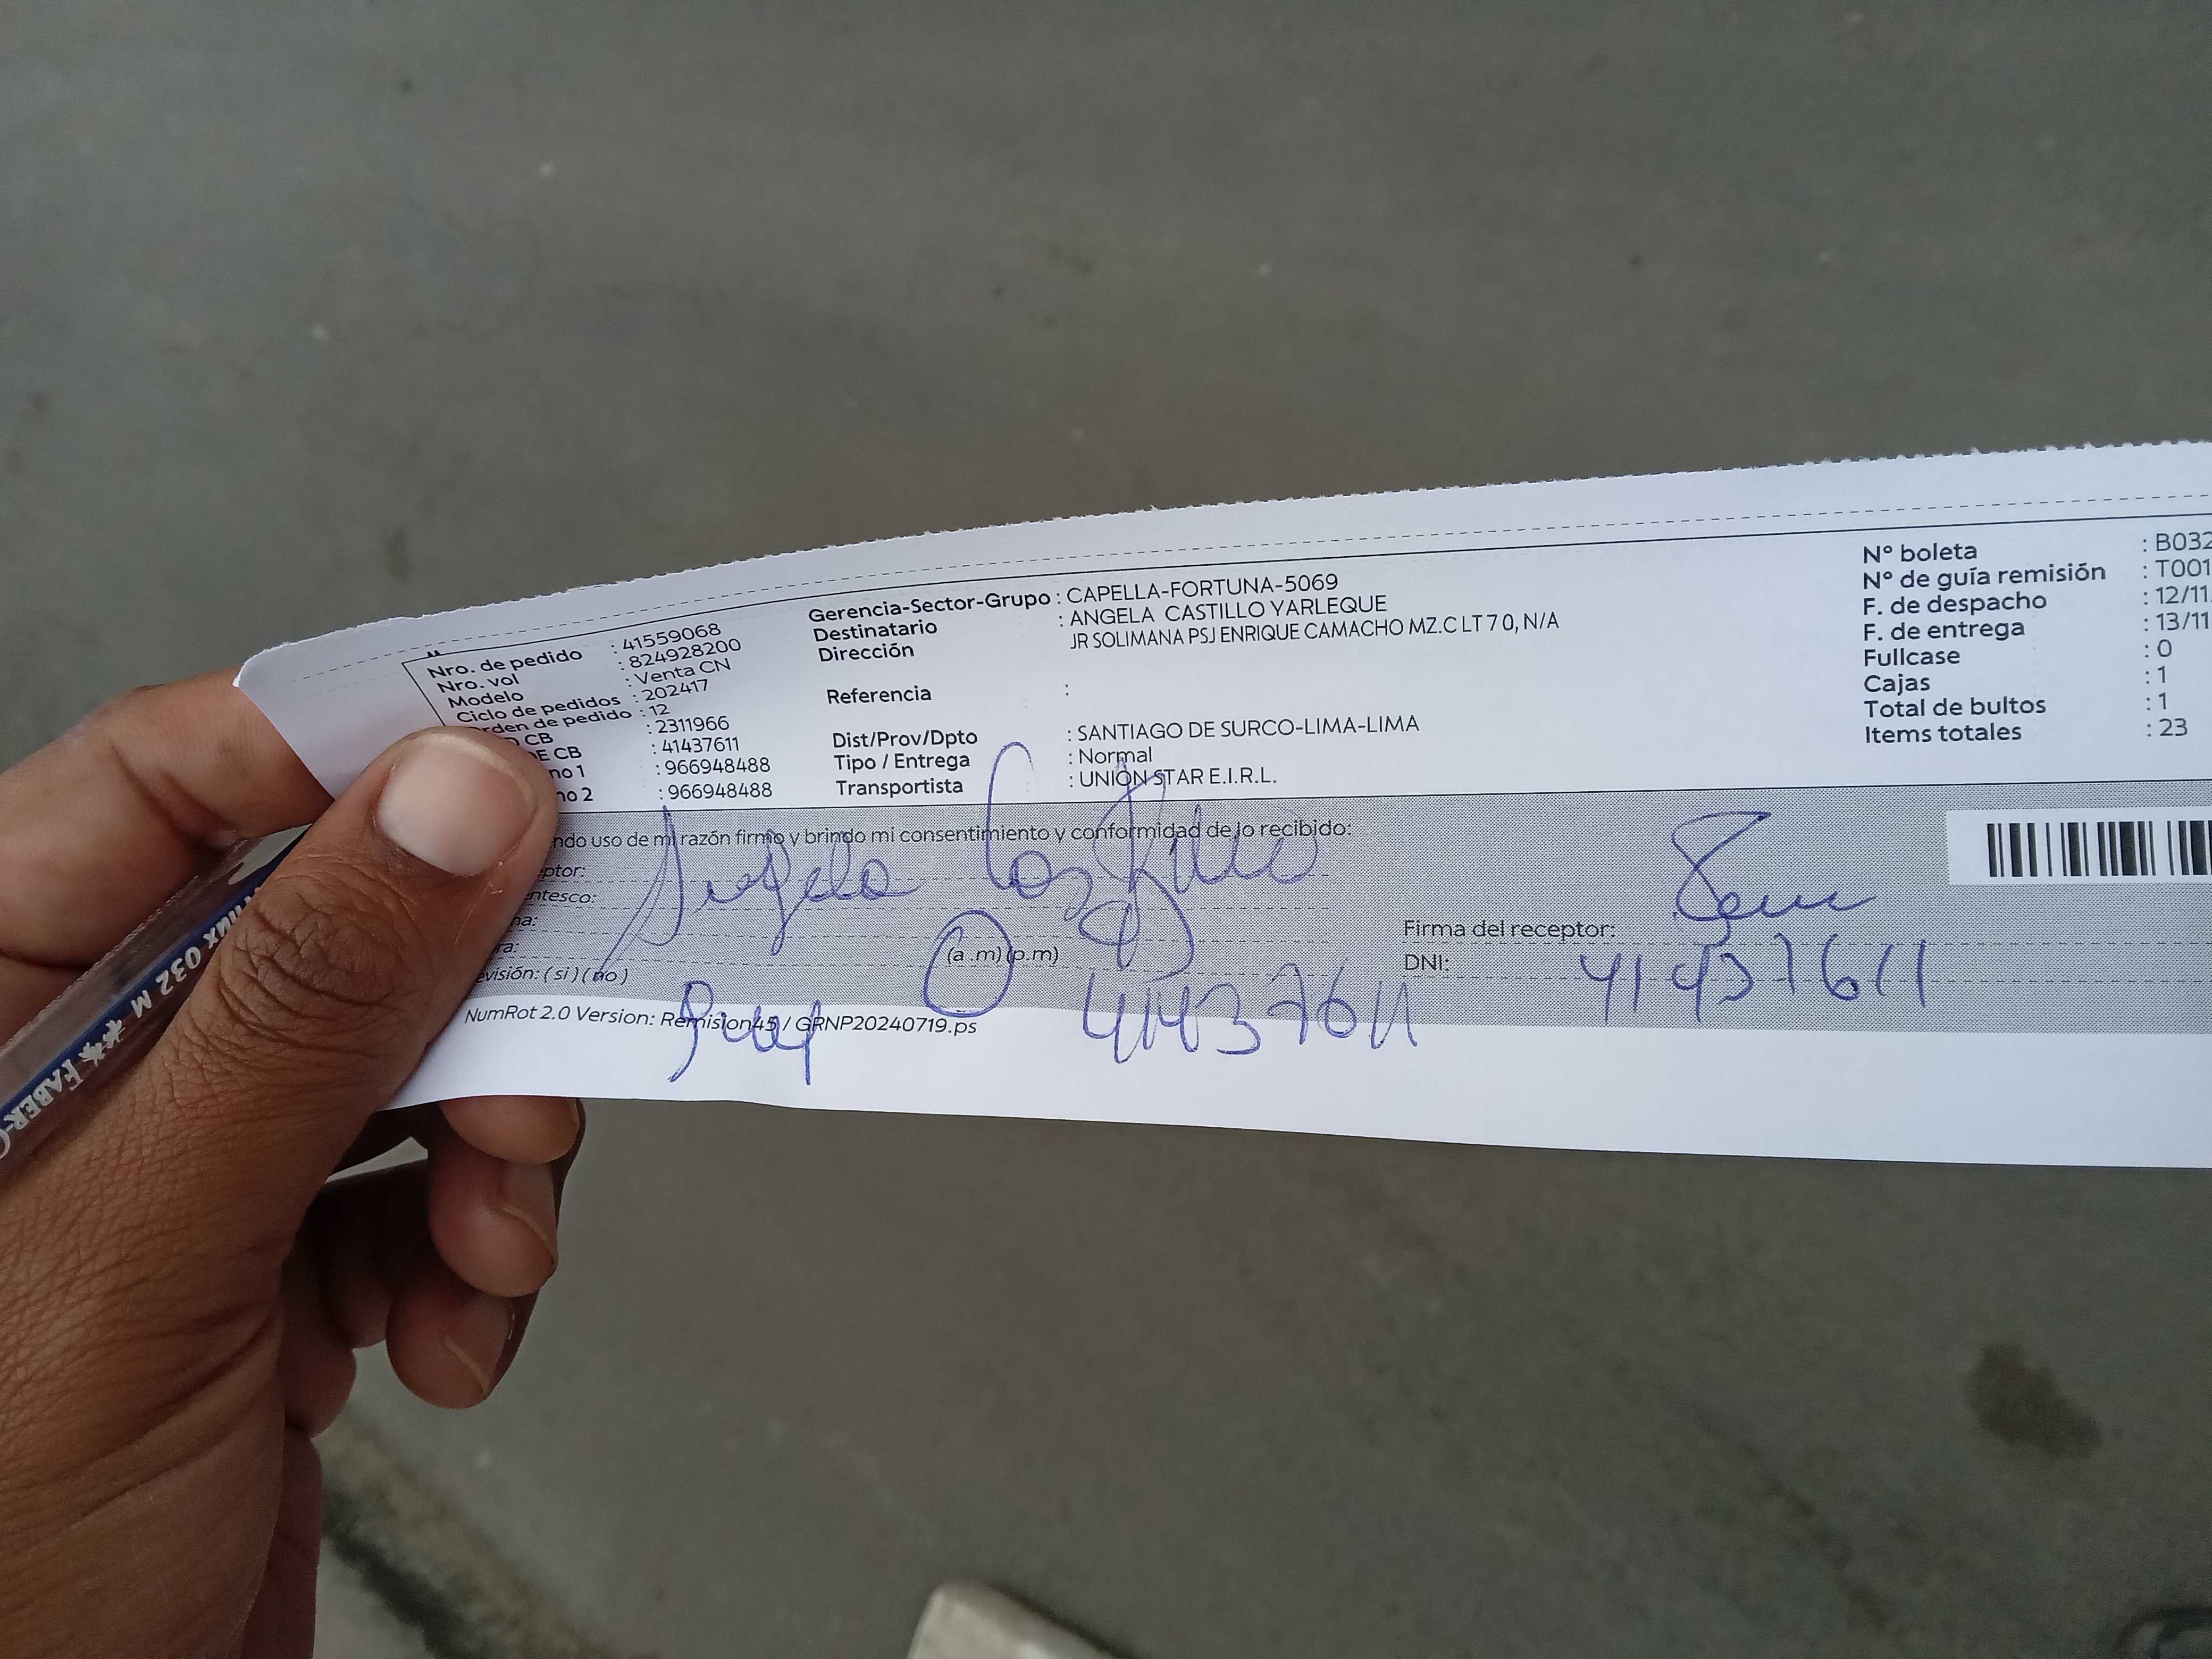 Nro. de pedido : 41559068
Nro. vol : 824928200
Modelo : Venta CN
Ciclo de pedidos : 202417
rden de pedido : 12
CB : 2311966
E CB : 41437611
no 1 : 966948488
no 2 : 966948488
Gerencia-Sector-Grupo : CAPELLA-FORTUNA-5069
Destinatario : ANGELA CASTILLO YARLEQUE
Dirección JR SOLIMANA PSJ ENRIQUE CAMACHO MZ.C LT 7 0, N/A
Referencia :
Dist/Prov/Dpto : SANTIAGO DE SURCO-LIMA-LIMA
Tipo / Entrega : Normal
Transportista : UNION STAR E.I.R.L.
Nº boleta : B032
Nº de guía remisión : T001
F. de despacho : 12/11
F. de entrega : 13/11
Fullcase : 0
Cajas : 1
Total de bultos : 1
Items totales : 23
ndo uso de mi razón firmo y brindo mi consentimiento y conformidad de lo recibido:
eptor: Angela Castillo
ntesco:
na:
ra: (a.m) (p.m)
evisión: (si) (no)
41437611
Firma del receptor:
DNI: 41437611
NumRot 2.0 Version: Remision45 / GRNP20240719.ps
032 M ** FABER-C